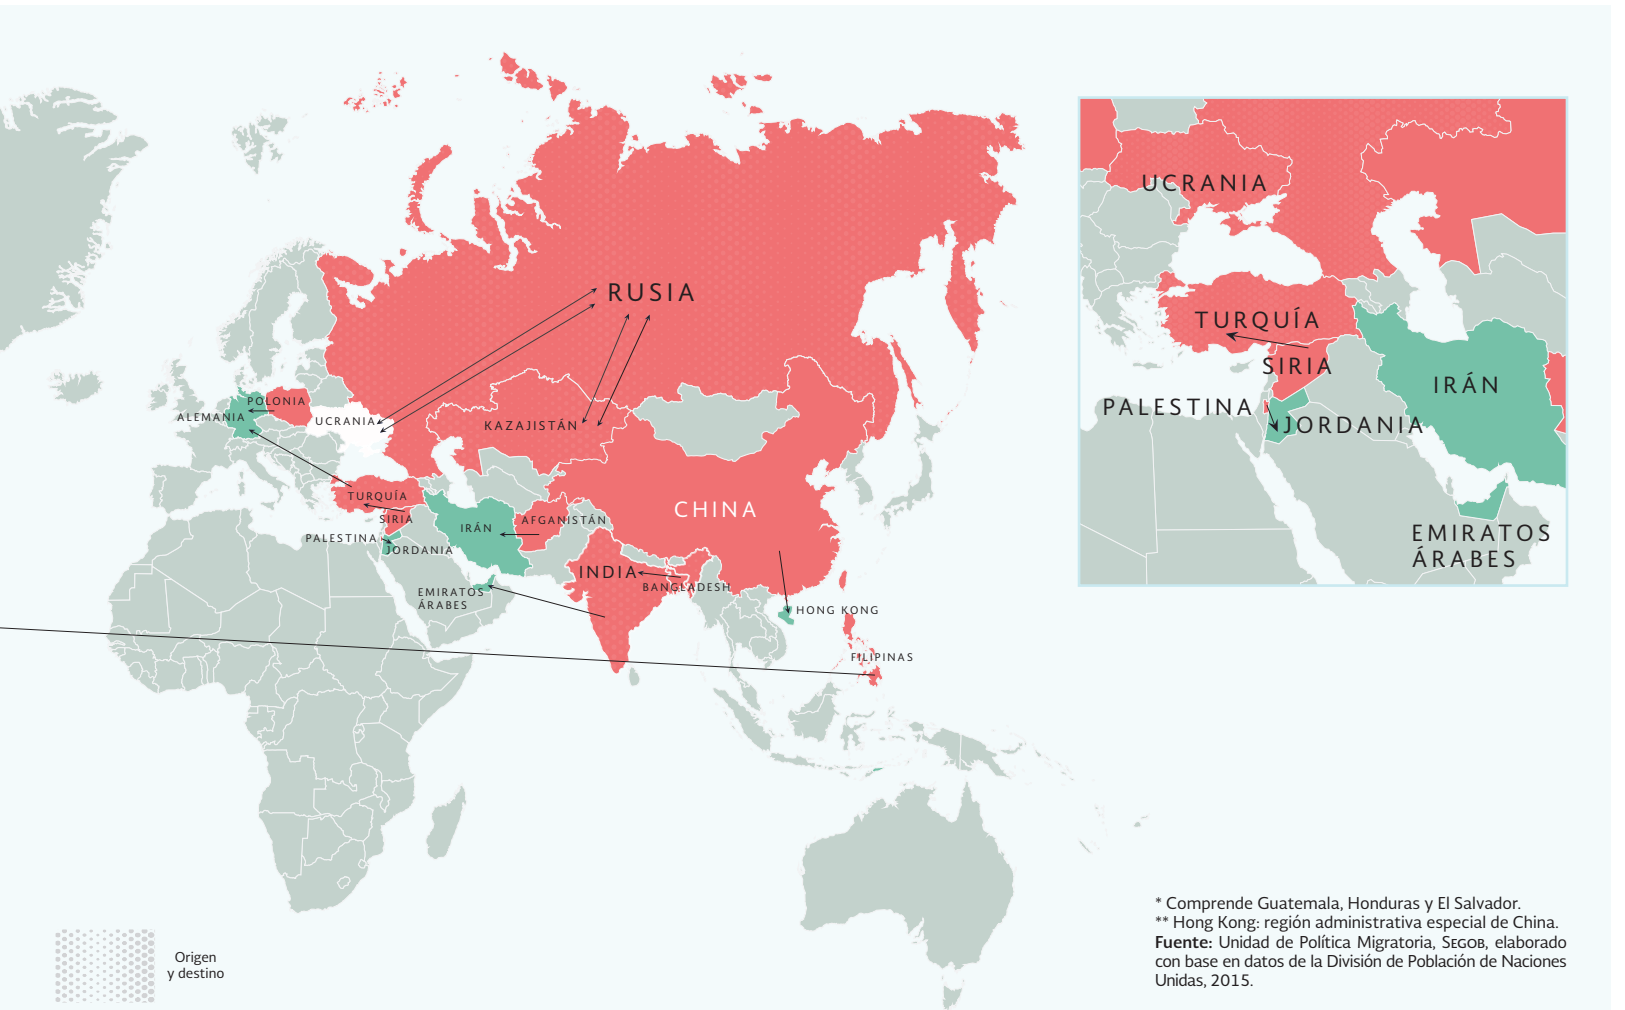 RUSIA
POLONIA
ALEMANIA
UCRANIA
KAZAJISTÁN
TURQUÍA
SIRIA
PALESTINA
JORDANIA
IRÁN
AFGANISTÁN
CHINA
INDIA
BANGLADESH
EMIRATOS
ÁRABES
HONG KONG
FILIPINAS
UCRANIA
TURQUÍA
SIRIA
IRÁN
PALESTINA
JORDANIA
EMIRATOS
ÁRABES
Origen
y destino
* Comprende Guatemala, Honduras y El Salvador.
** Hong Kong: región administrativa especial de China.
Fuente: Unidad de Política Migratoria, SEGOB, elaborado
con base en datos de la División de Población de Naciones
Unidas, 2015.